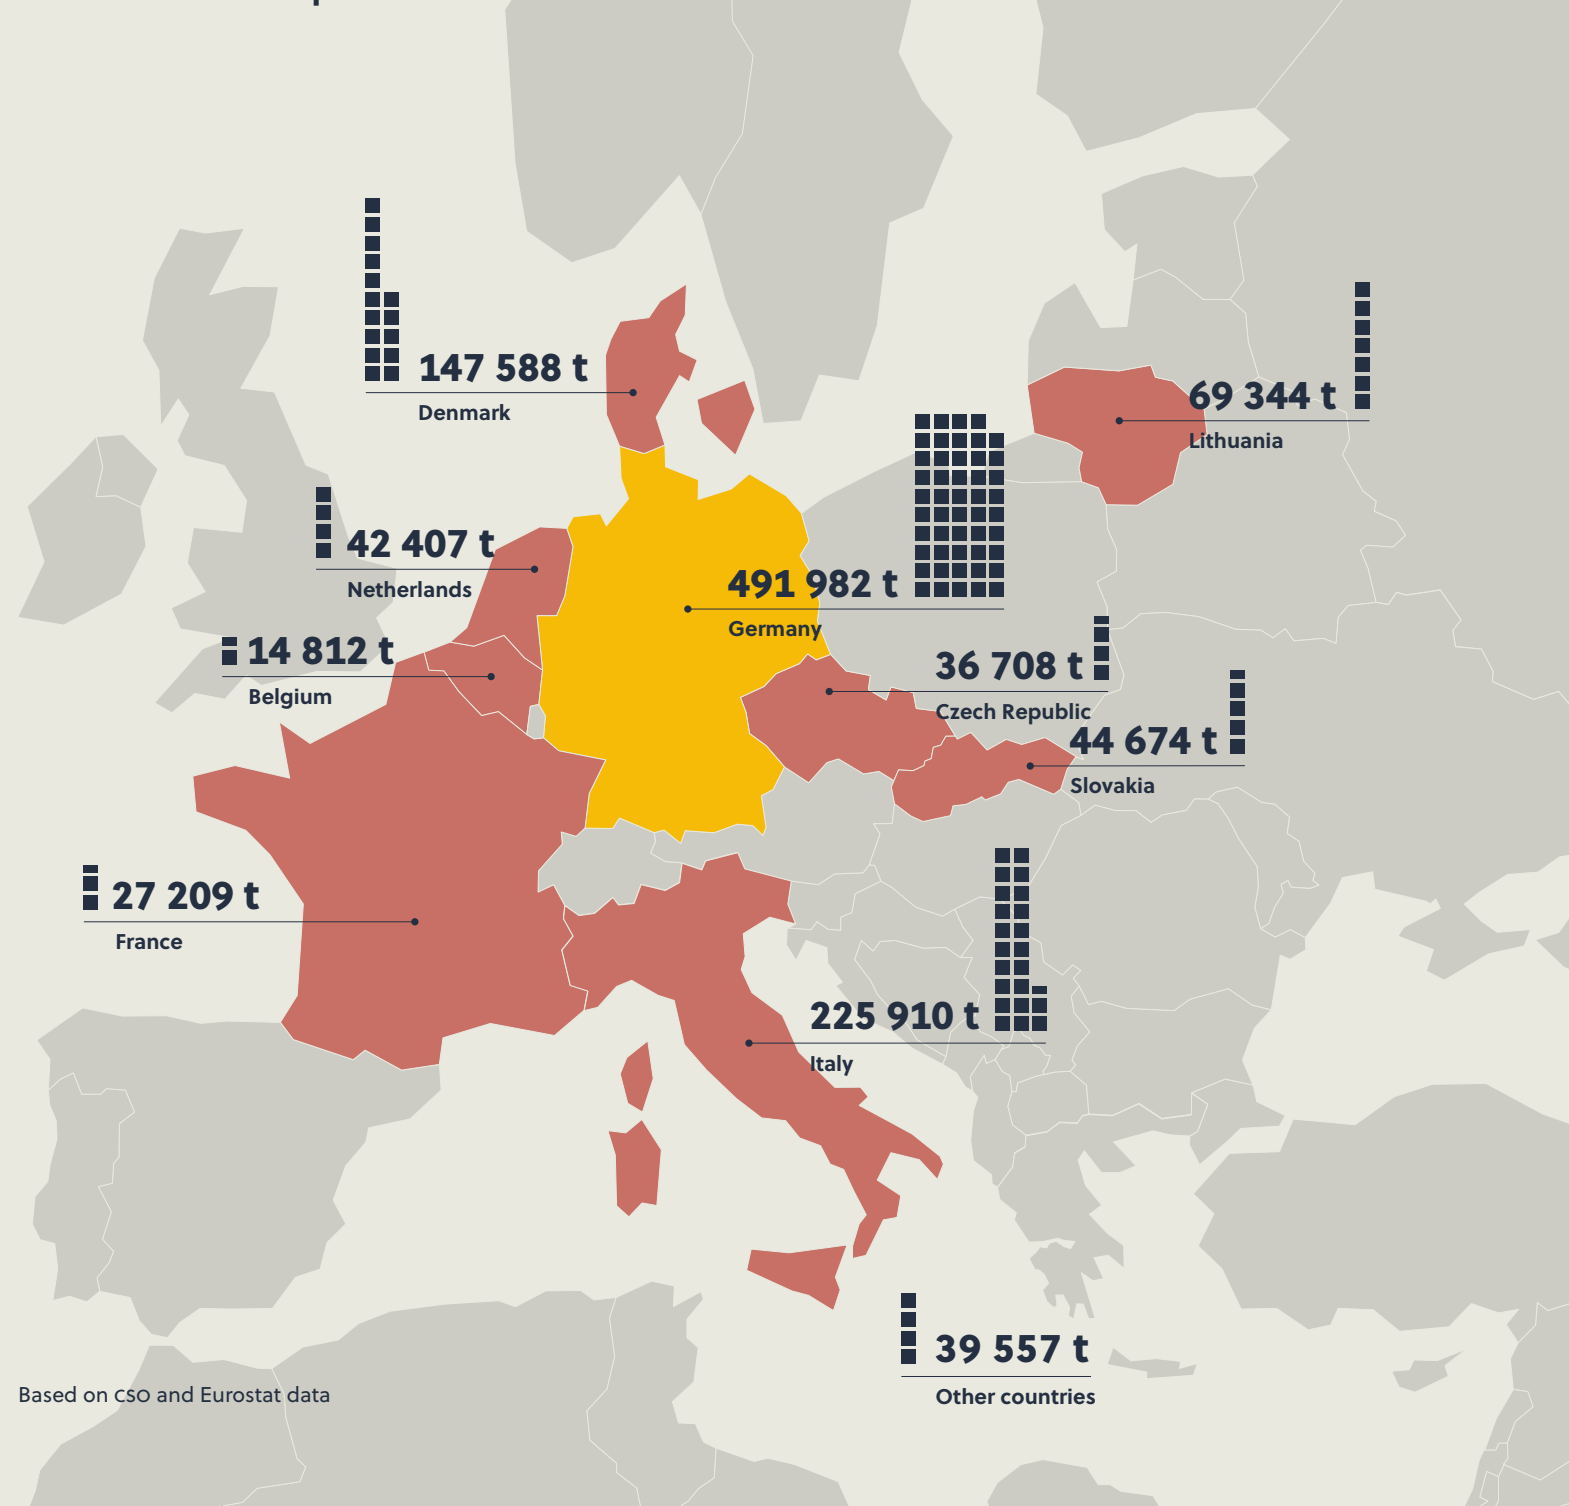 147 588 t
Denmark
69 344 t
Lithuania
42 407 t
Netherlands
491 982 t
Germany
14 812 t
Belgium
36 708 t
Czech Republic
44 674 t
Slovakia
27 209 t
France
225 910 t
Italy
39 557 t
Other countries
Based on CSO and Eurostat data